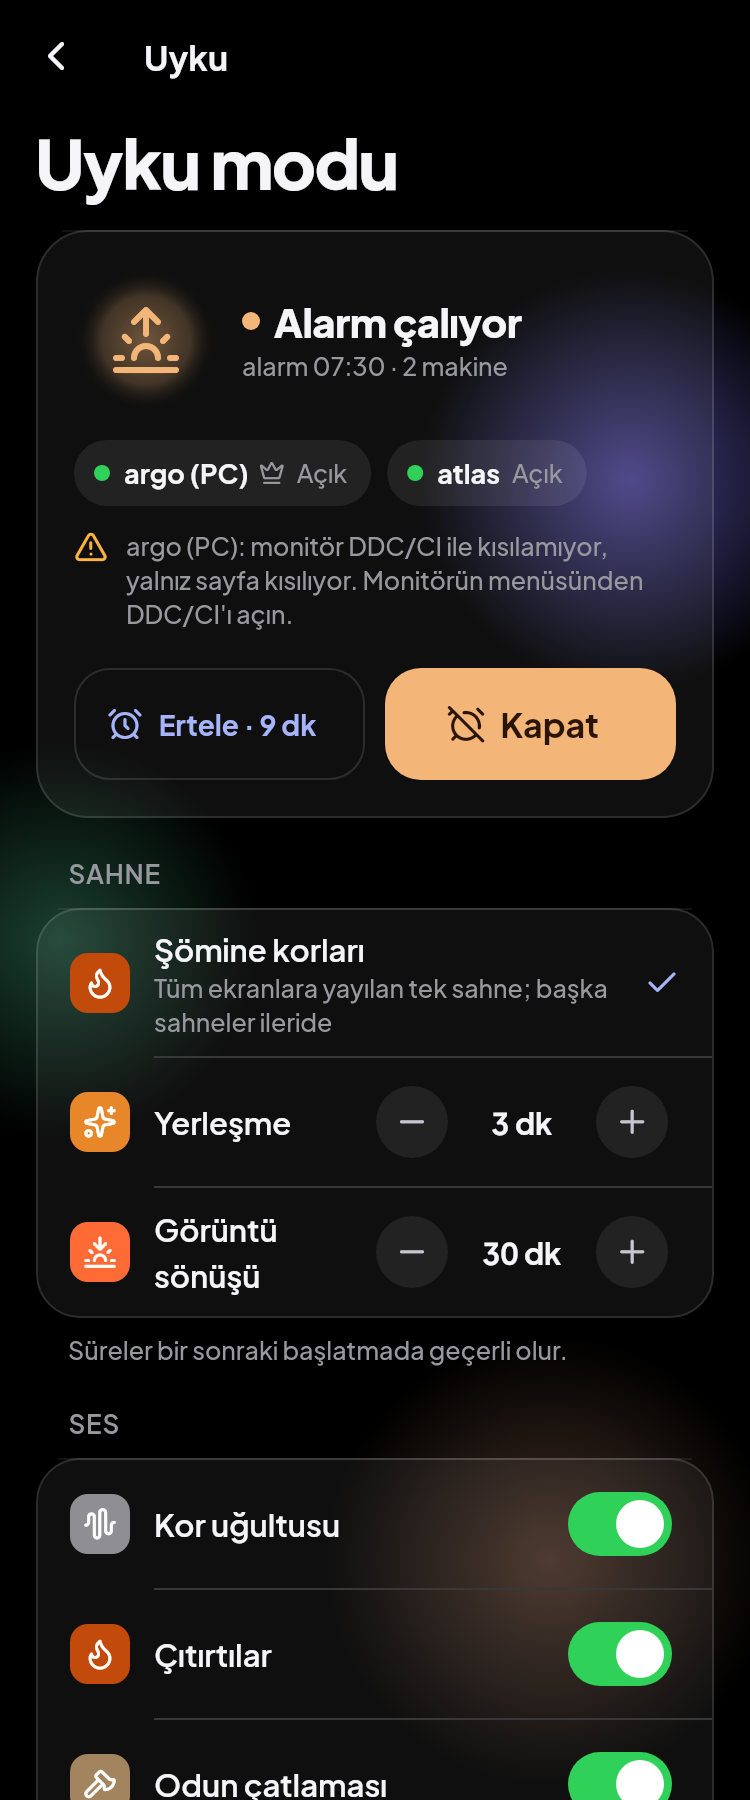 Uyku
Uyku modu
Alarm çalıyor
alarm 07:30 · 2 makine
argo (PC) Açık
atlas Açık
argo (PC): monitör DDC/CI ile kısılamıyor,
yalnız sayfa kısılıyor. Monitörün menüsünden
DDC/CI'ı açın.
Ertele · 9 dk
Kapat
SAHNE
Şömine korları
Tüm ekranlara yayılan tek sahne; başka
sahneler ileride
Yerleşme
3 dk
Görüntü
sönüşü
30 dk
Süreler bir sonraki başlatmada geçerli olur.
SES
Kor uğultusu
Çıtırtılar
Odun çatlaması